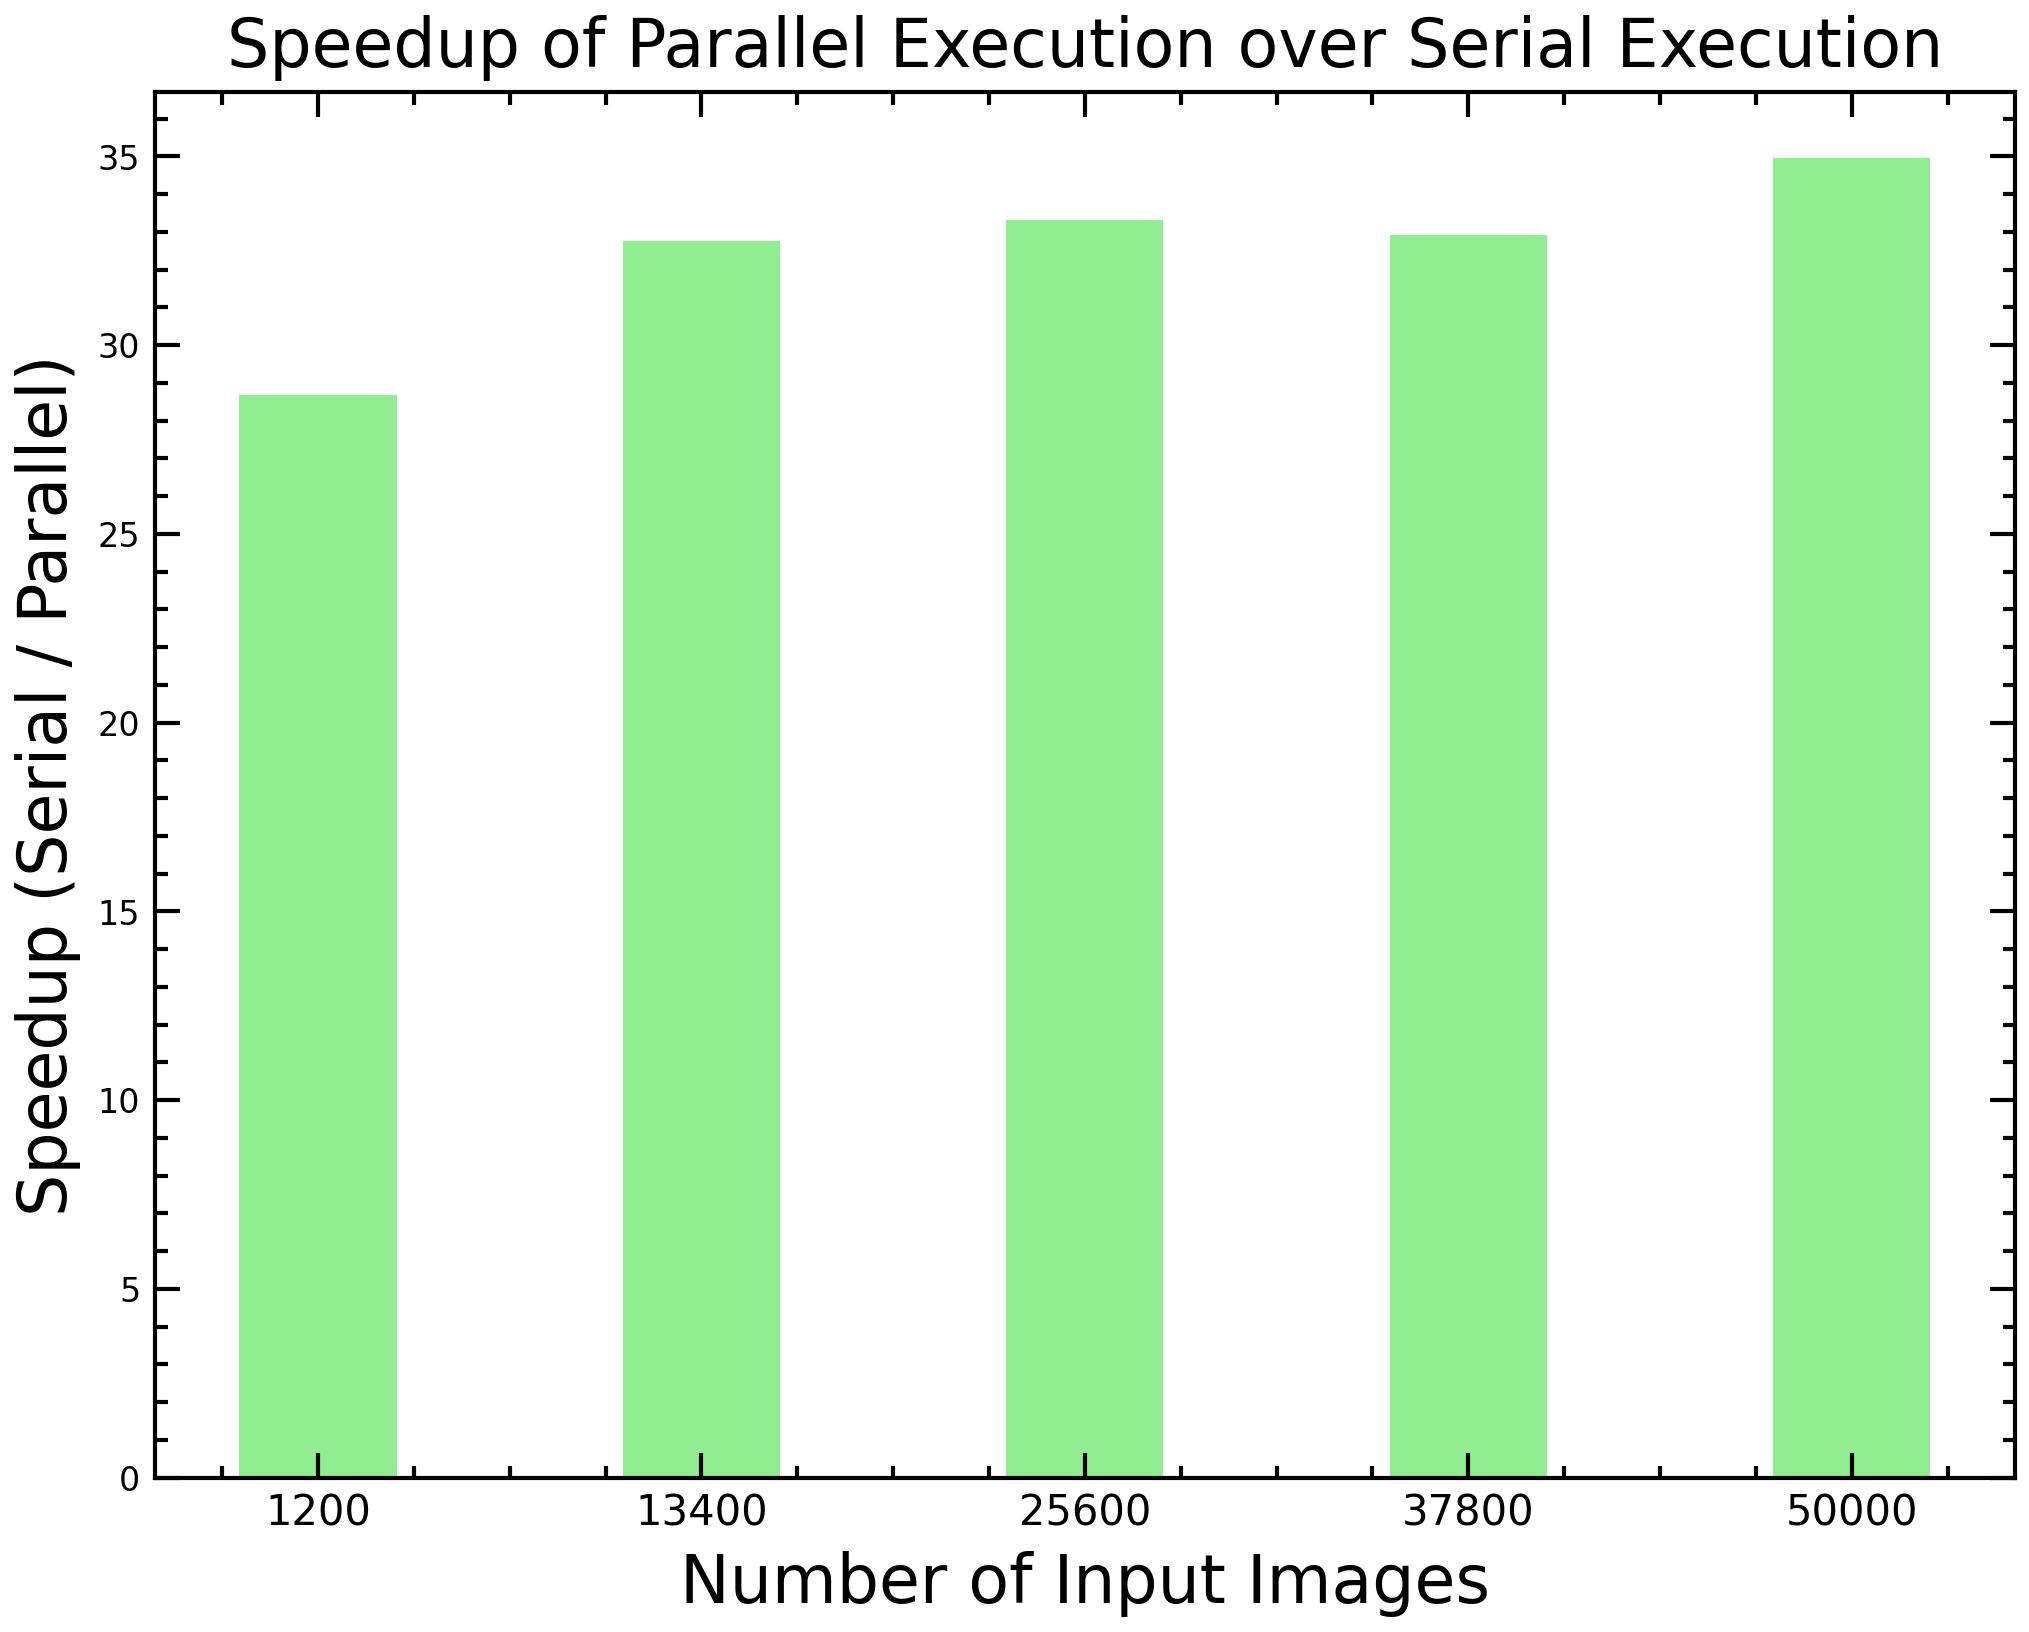 Speedup of Parallel Execution over Serial Execution
Speedup (Serial / Parallel)
35
30
25
20
15
10
5
0
1200 13400 25600 37800 50000
Number of Input Images